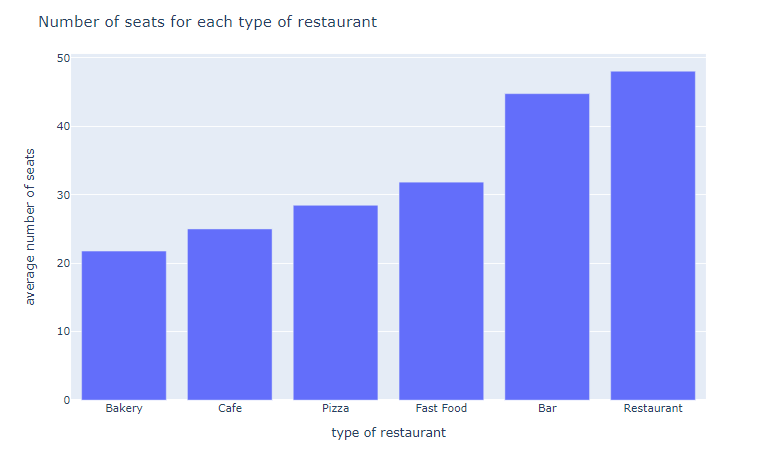 Number of seats for each type of restaurant
average number of seats
50
40
30
20
10
0
Bakery Cafe Pizza Fast Food Bar Restaurant
type of restaurant